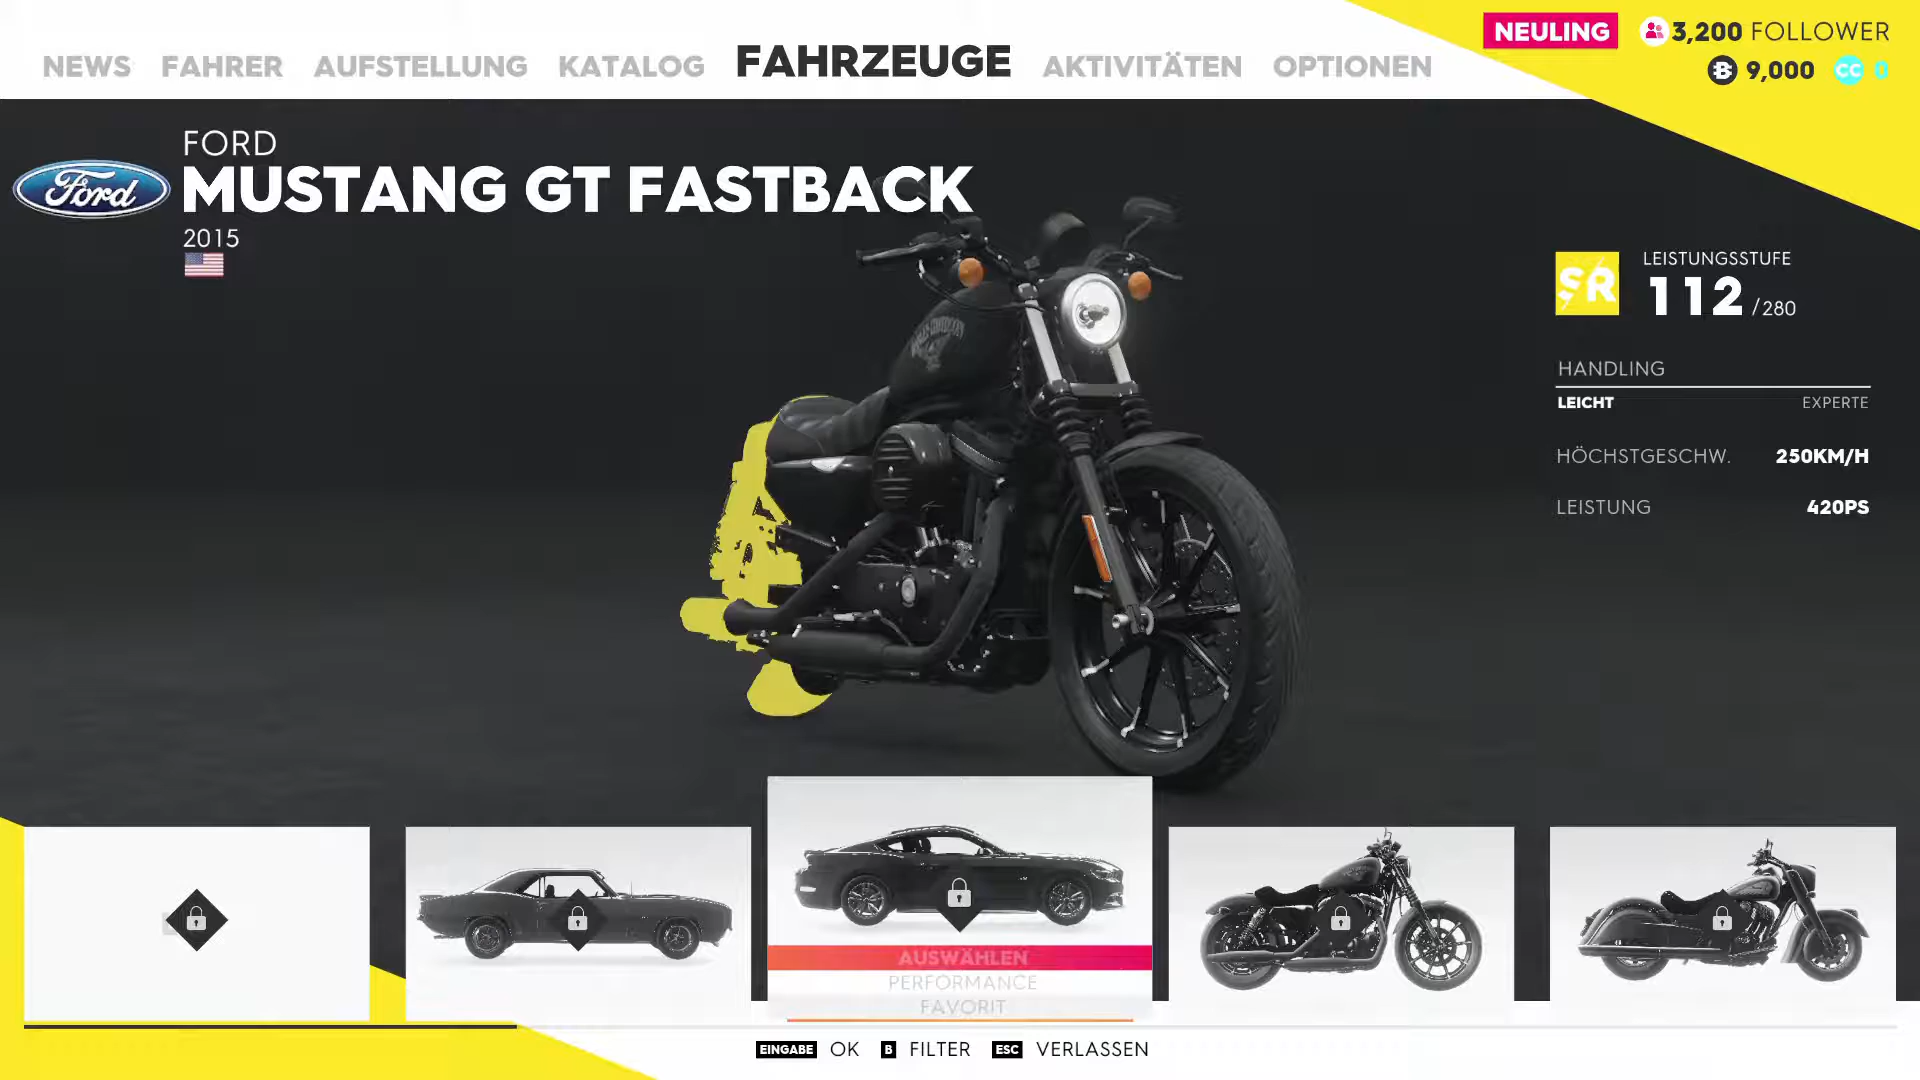 NEWS FAHRER AUFSTELLUNG KATALOG FAHRZEUGE AKTIVITÄTEN OPTIONEN
NEULING 3,200 FOLLOWER
9,000 CC 0
FORD
Ford MUSTANG GT FASTBACK
2015
SR LEISTUNGSSTUFE
112 /280
HANDLING
LEICHT EXPERTE
HÖCHSTGESCHW. 250KM/H
LEISTUNG 420PS
AUSWÄHLEN
PERFORMANCE
FAVORIT
EINGABE OK B FILTER ESC VERLASSEN